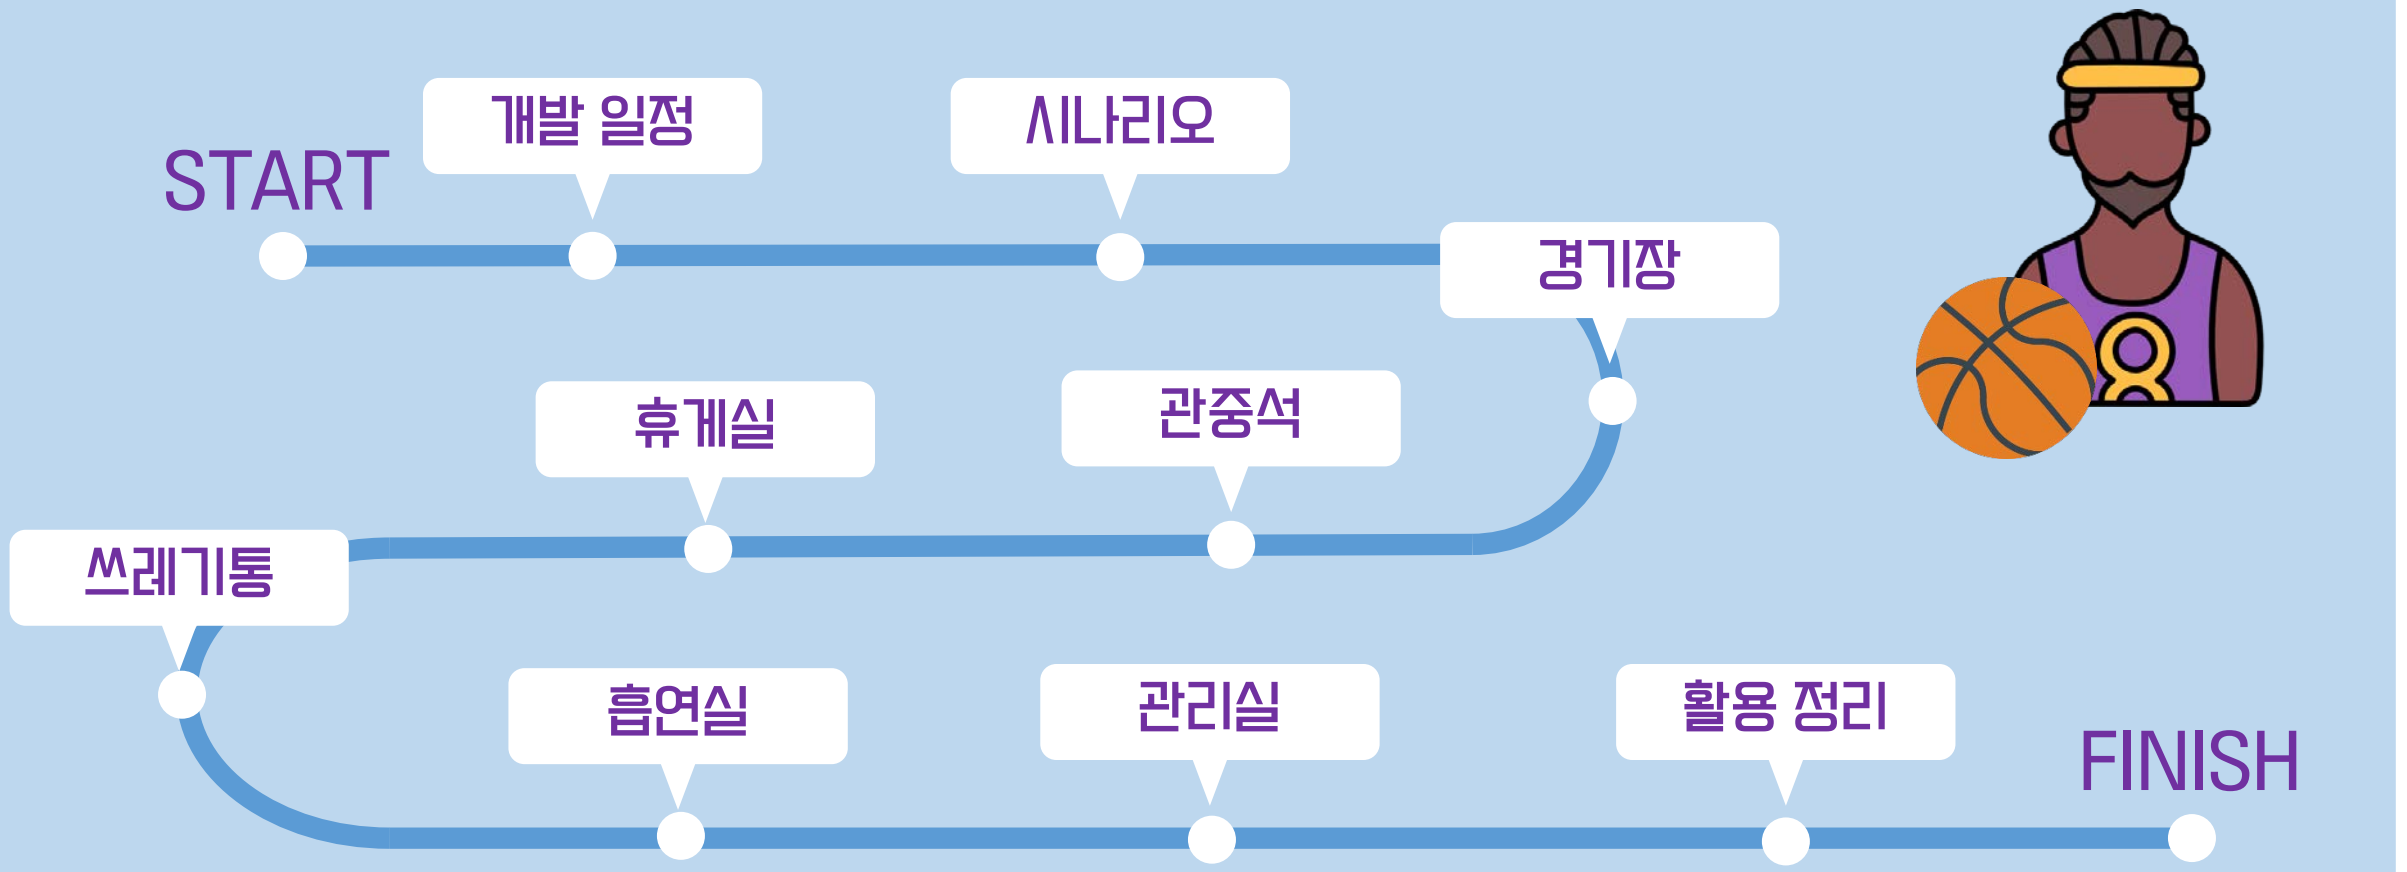 START
개발 일정
시나리오
경기장
관중석
휴게실
쓰레기통
흡연실
관리실
활용 정리
FINISH
8